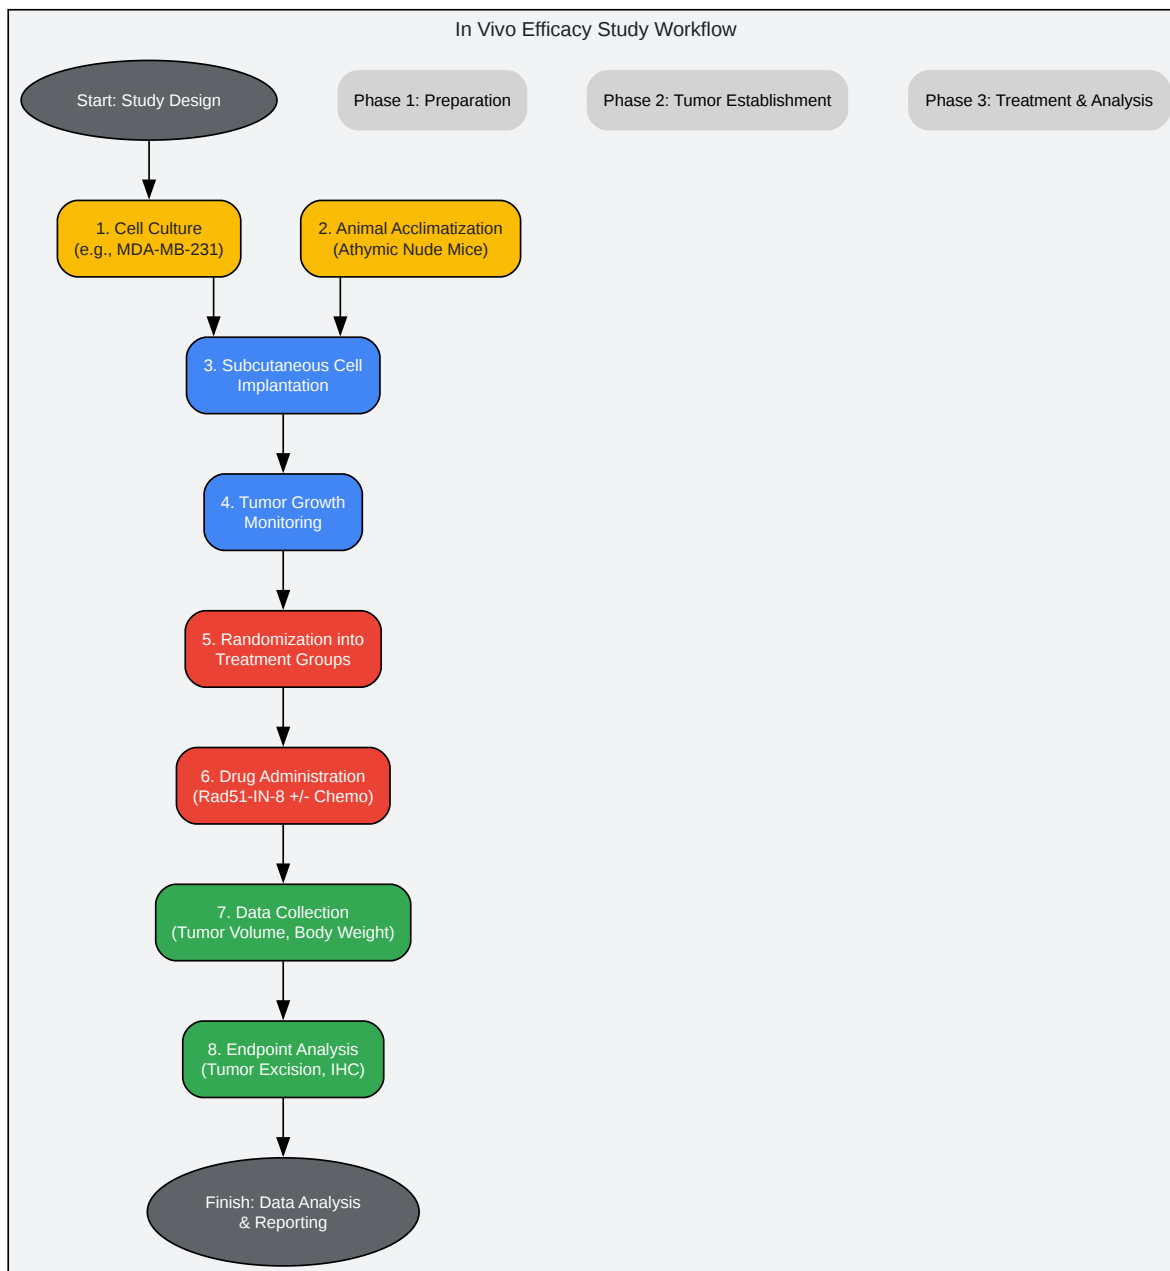 In Vivo Efficacy Study Workflow
Start: Study Design
Phase 1: Preparation
Phase 2: Tumor Establishment
Phase 3: Treatment & Analysis
1. Cell Culture
(e.g., MDA-MB-231)
2. Animal Acclimatization
(Athymic Nude Mice)
3. Subcutaneous Cell
Implantation
4. Tumor Growth
Monitoring
5. Randomization into
Treatment Groups
6. Drug Administration
(Rad51-IN-8 +/- Chemo)
7. Data Collection
(Tumor Volume, Body Weight)
8. Endpoint Analysis
(Tumor Excision, IHC)
Finish: Data Analysis
& Reporting